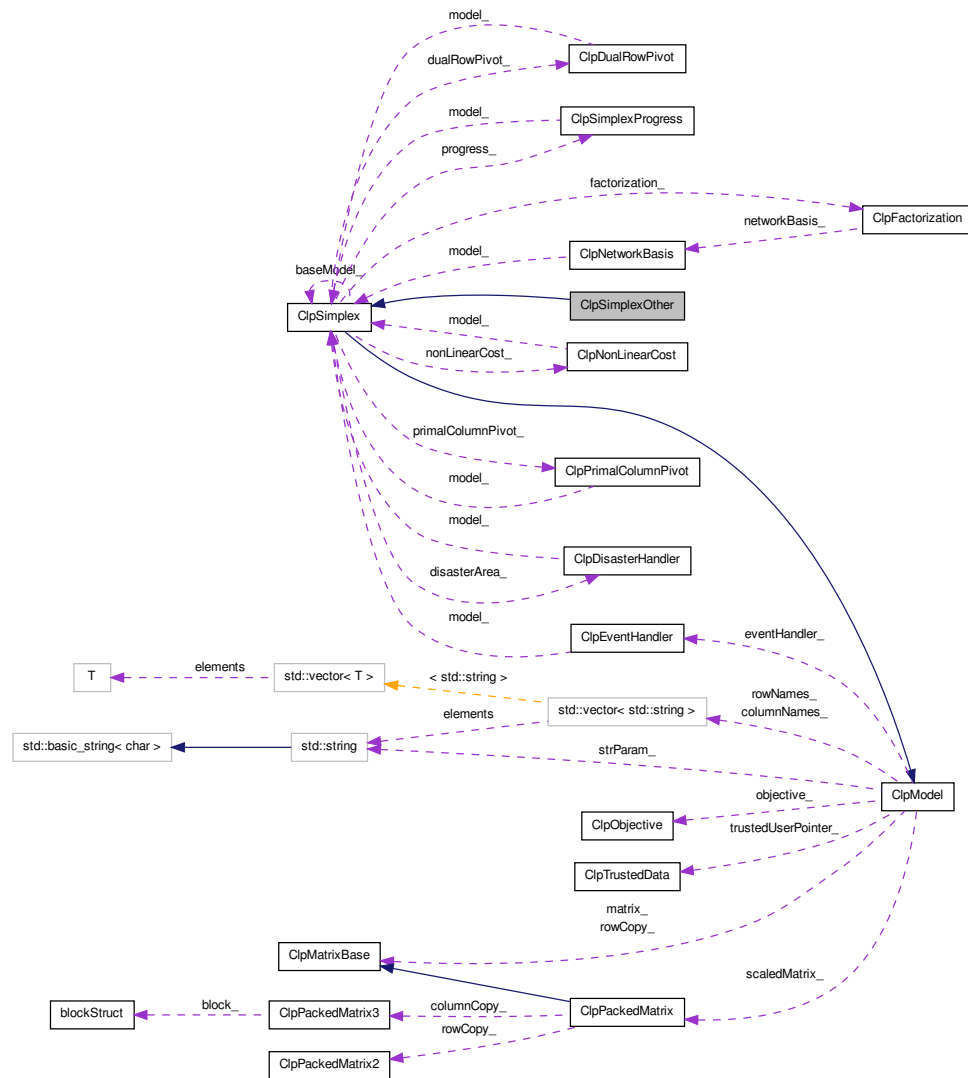 model_
ClpDualRowPivot
dualRowPivot_
model_
ClpSimplexProgress
progress_
factorization_
ClpFactorization
networkBasis_
model_
ClpNetworkBasis
baseModel_
ClpSimplexOther
ClpSimplex
model_
nonLinearCost_
ClpNonLinearCost
primalColumnPivot_
ClpPrimalColumnPivot
model_
model_
ClpDisasterHandler
disasterArea_
model_
ClpEventHandler
eventHandler_
elements
T
std::vector< T >
< std::string >
rowNames_
columnNames_
std::vector< std::string >
elements
std::basic_string< char >
std::string
strParam_
ClpModel
objective_
ClpObjective
trustedUserPointer_
ClpTrustedData
matrix_
rowCopy_
ClpMatrixBase
scaledMatrix_
block_
columnCopy_
blockStruct
ClpPackedMatrix3
ClpPackedMatrix
rowCopy_
ClpPackedMatrix2